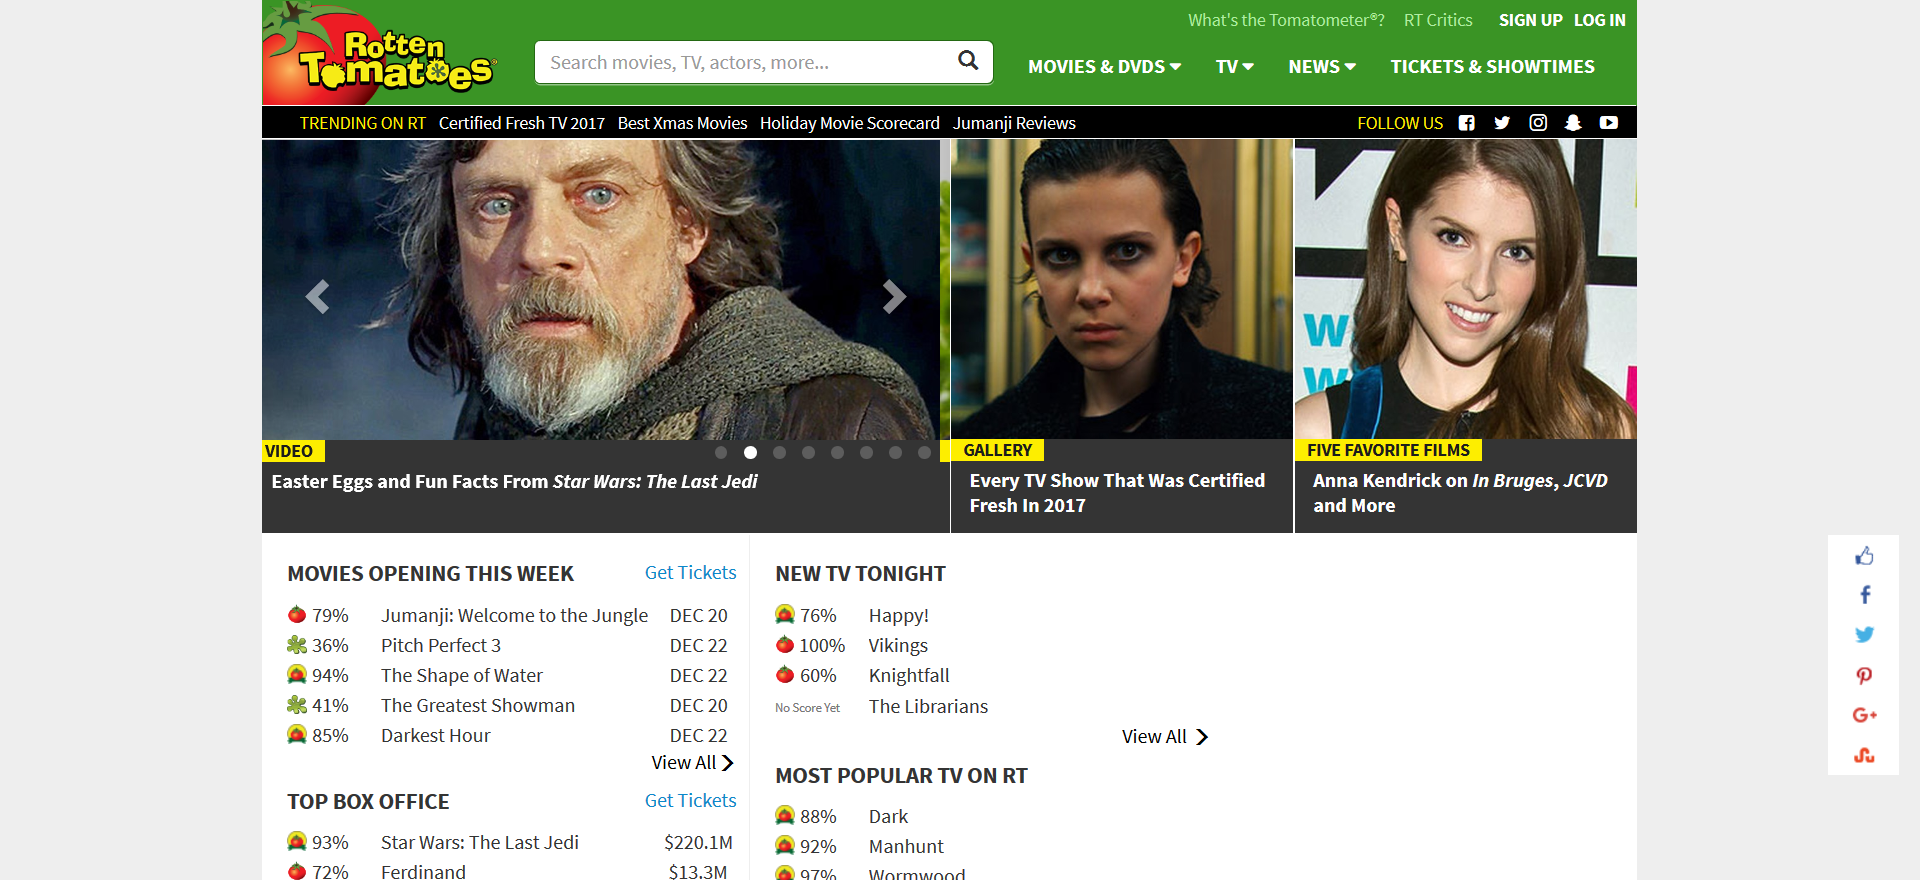 What's the Tomatometer®? RT Critics SIGN UP LOG IN
Rotten
Tomatoes®
Search movies, TV, actors, more...
MOVIES & DVDS TV NEWS TICKETS & SHOWTIMES
TRENDING ON RT Certified Fresh TV 2017 Best Xmas Movies Holiday Movie Scorecard Jumanji Reviews FOLLOW US
VIDEO
Easter Eggs and Fun Facts From Star Wars: The Last Jedi
GALLERY
Every TV Show That Was Certified
Fresh In 2017
W
W
FIVE FAVORITE FILMS
Anna Kendrick on In Bruges, JCVD
and More
MOVIES OPENING THIS WEEK Get Tickets
79% Jumanji: Welcome to the Jungle DEC 20
36% Pitch Perfect 3 DEC 22
94% The Shape of Water DEC 22
41% The Greatest Showman DEC 20
85% Darkest Hour DEC 22
View All
TOP BOX OFFICE Get Tickets
93% Star Wars: The Last Jedi $220.1M
72% Ferdinand $13.3M
NEW TV TONIGHT
76% Happy!
100% Vikings
60% Knightfall
No Score Yet The Librarians
View All
MOST POPULAR TV ON RT
88% Dark
92% Manhunt
97% Wormwood
G+